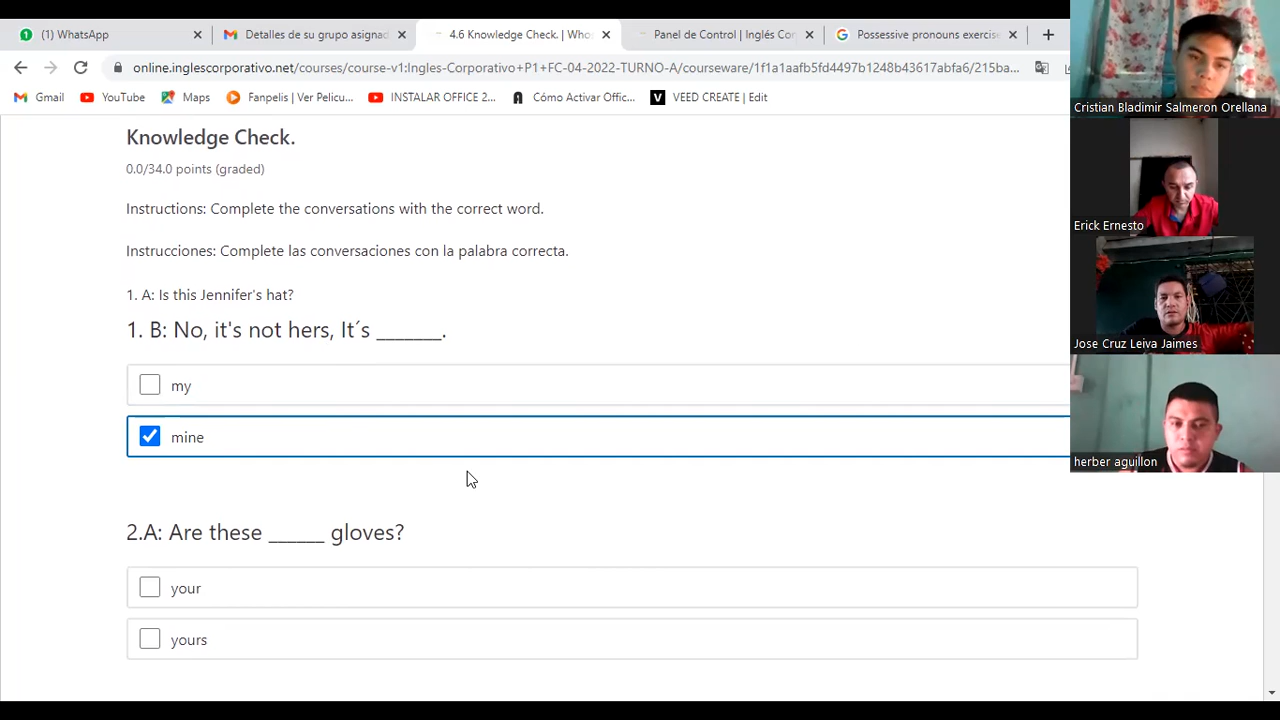 (1) WhatsApp
Detalles de su grupo asignad
4.6 Knowledge Check. | Whos
Panel de Control | Inglés Cor
Possessive pronouns exercise
online.inglescorporativo.net/courses/course-v1:Ingles-Corporativo+P1+FC-04-2022-TURNO-A/courseware/1f1a1aafb5fd4497b1248b43617abfa6/215ba...
Gmail
YouTube
Maps
Fanpelis | Ver Pelicu...
INSTALAR OFFICE 2...
Cómo Activar Offic...
VEED CREATE | Edit
Knowledge Check.
0.0/34.0 points (graded)
Instructions: Complete the conversations with the correct word.
Instrucciones: Complete las conversaciones con la palabra correcta.
1. A: Is this Jennifer's hat?
1. B: No, it's not hers, It´s _______.
my
mine
2.A: Are these ______ gloves?
your
yours
Cristian Bladimir Salmeron Orellana
Erick Ernesto
Jose Cruz Leiva Jaimes
herber aguillon